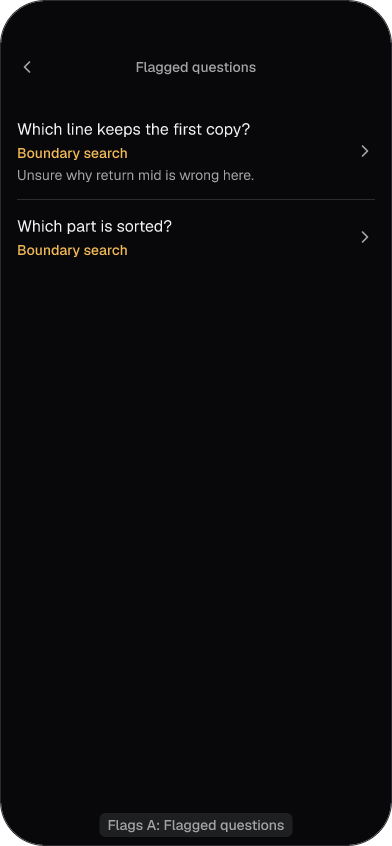 Flagged questions
Which line keeps the first copy?
Boundary search
Unsure why return mid is wrong here.
Which part is sorted?
Boundary search
Flags A: Flagged questions